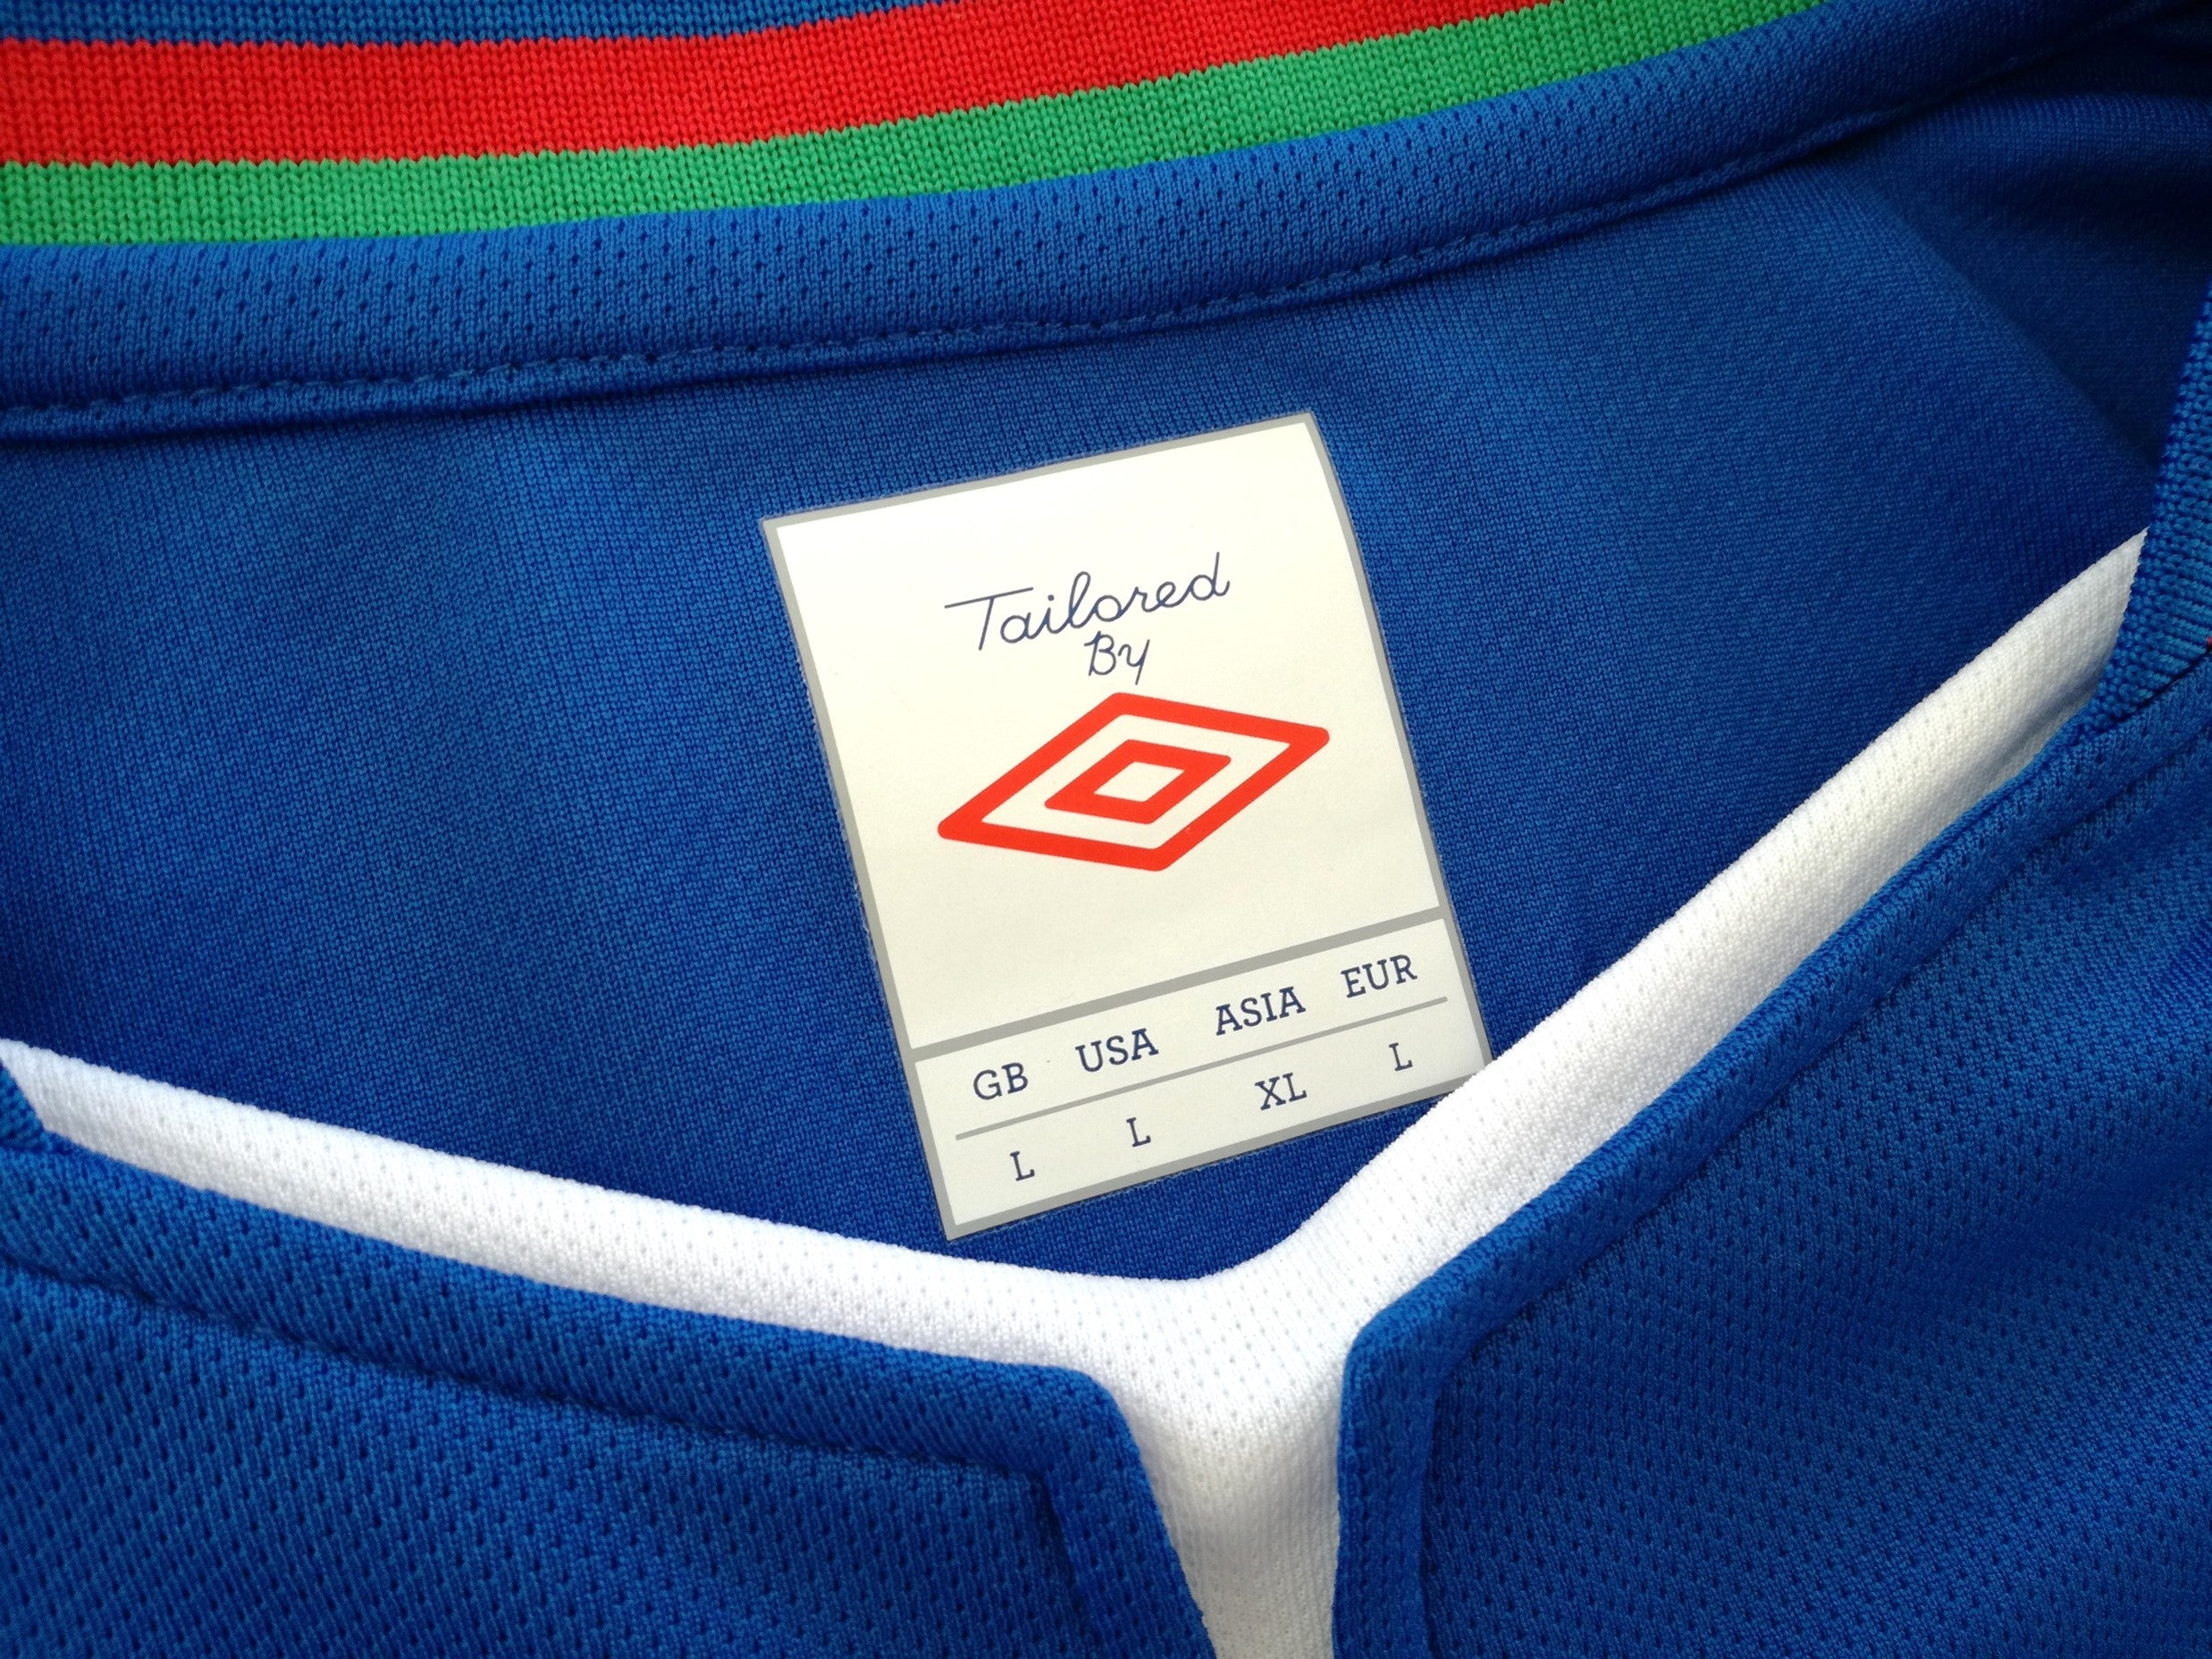 Tailored
By
GB USA ASIA EUR
L L XL L